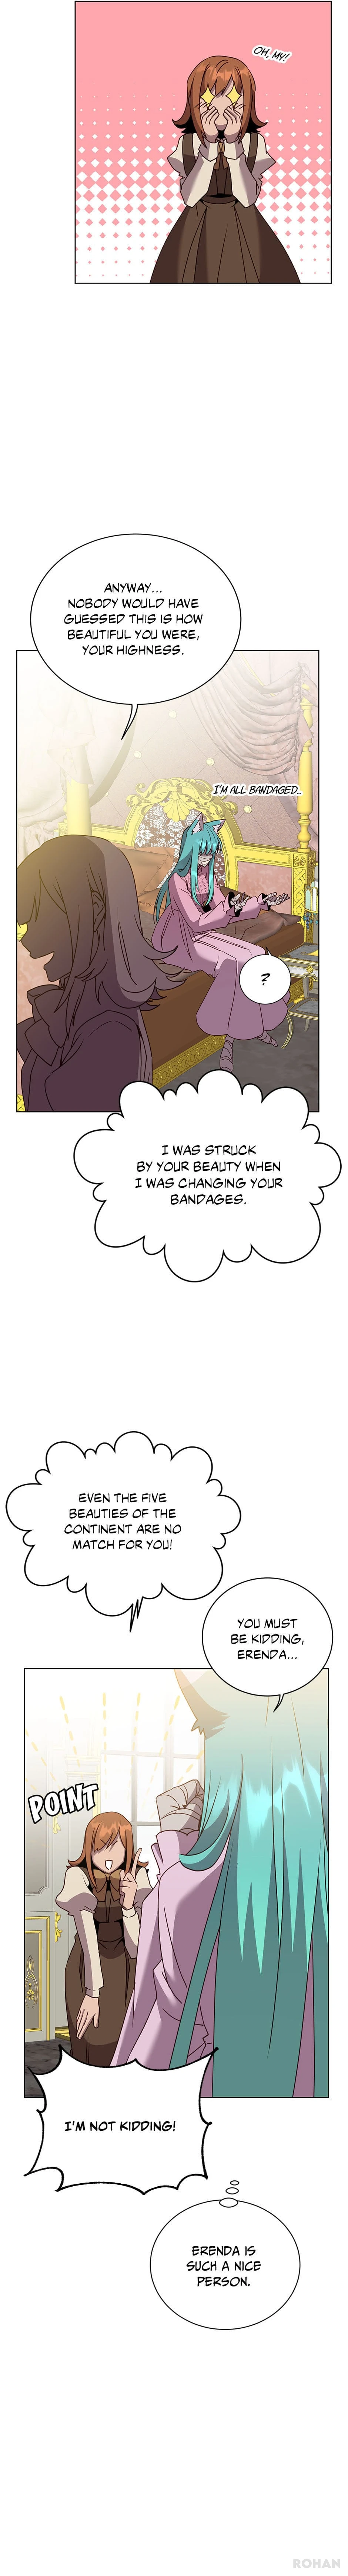 OH, MY!
ANYWAY...
NOBODY WOULD HAVE
GUESSED THIS IS HOW
BEAUTIFUL YOU WERE,
YOUR HIGHNESS.
I'M ALL BANDAGED...
?
I WAS STRUCK
BY YOUR BEAUTY WHEN
I WAS CHANGING YOUR
BANDAGES.
EVEN THE FIVE
BEAUTIES OF THE
CONTINENT ARE NO
MATCH FOR YOU!
YOU MUST
BE KIDDING,
ERENDA...
POINT
I'M NOT KIDDING!
ERENDA IS
SUCH A NICE
PERSON.
ROHAN